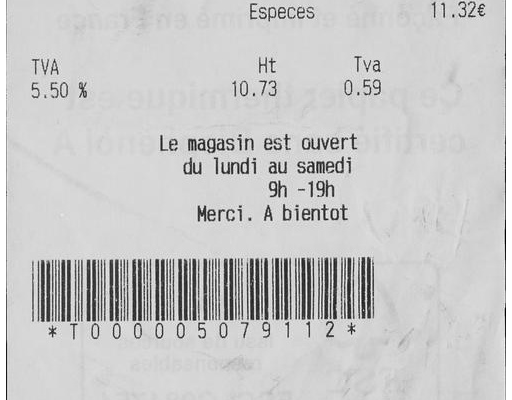 Especes 11.32€
TVA Ht Tva
5.50 % 10.73 0.59
Le magasin est ouvert
du lundi au samedi
9h -19h
Merci. A bientot
*T000005079112*